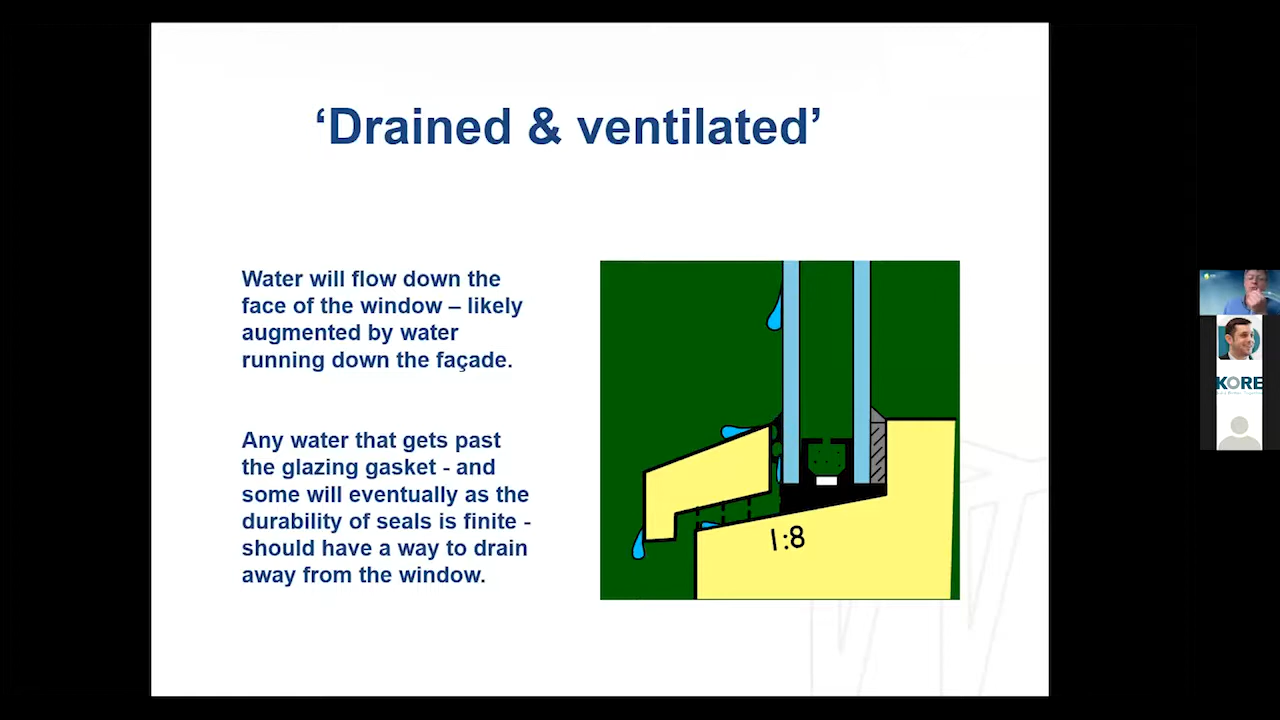 ‘Drained & ventilated’
Water will flow down the
face of the window – likely
augmented by water
running down the façade.
Any water that gets past
the glazing gasket - and
some will eventually as the
durability of seals is finite -
should have a way to drain
away from the window.
1:8
KORE